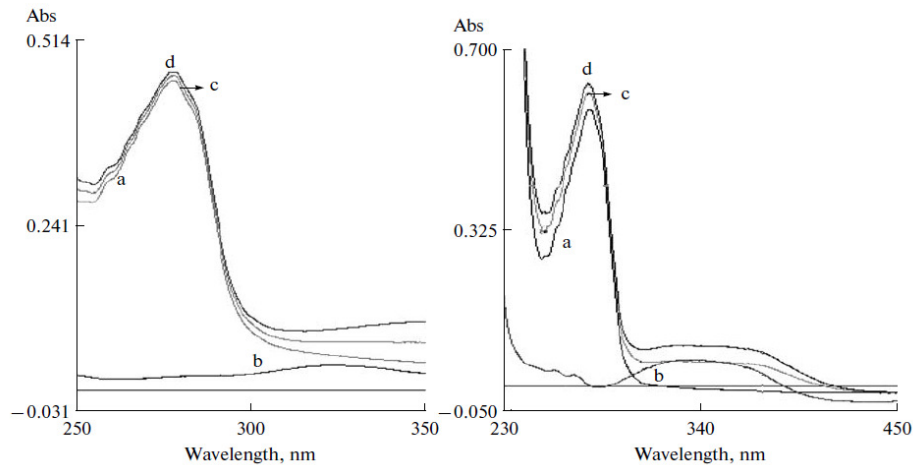 Abs
0.514
0.241
−0.031
250
300
350
Wavelength, nm
a
b
c
d
Abs
0.700
0.325
−0.050
230
340
450
Wavelength, nm
a
b
c
d